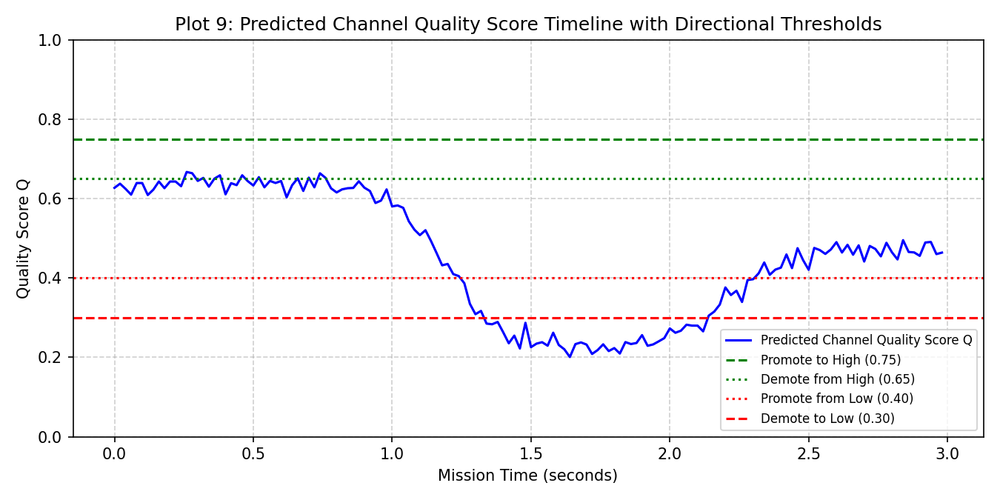 Plot 9: Predicted Channel Quality Score Timeline with Directional Thresholds
Quality Score Q
1.0
0.8
0.6
0.4
0.2
0.0
Predicted Channel Quality Score Q
Promote to High (0.75)
Demote from High (0.65)
Promote from Low (0.40)
Demote to Low (0.30)
0.0 0.5 1.0 1.5 2.0 2.5 3.0
Mission Time (seconds)